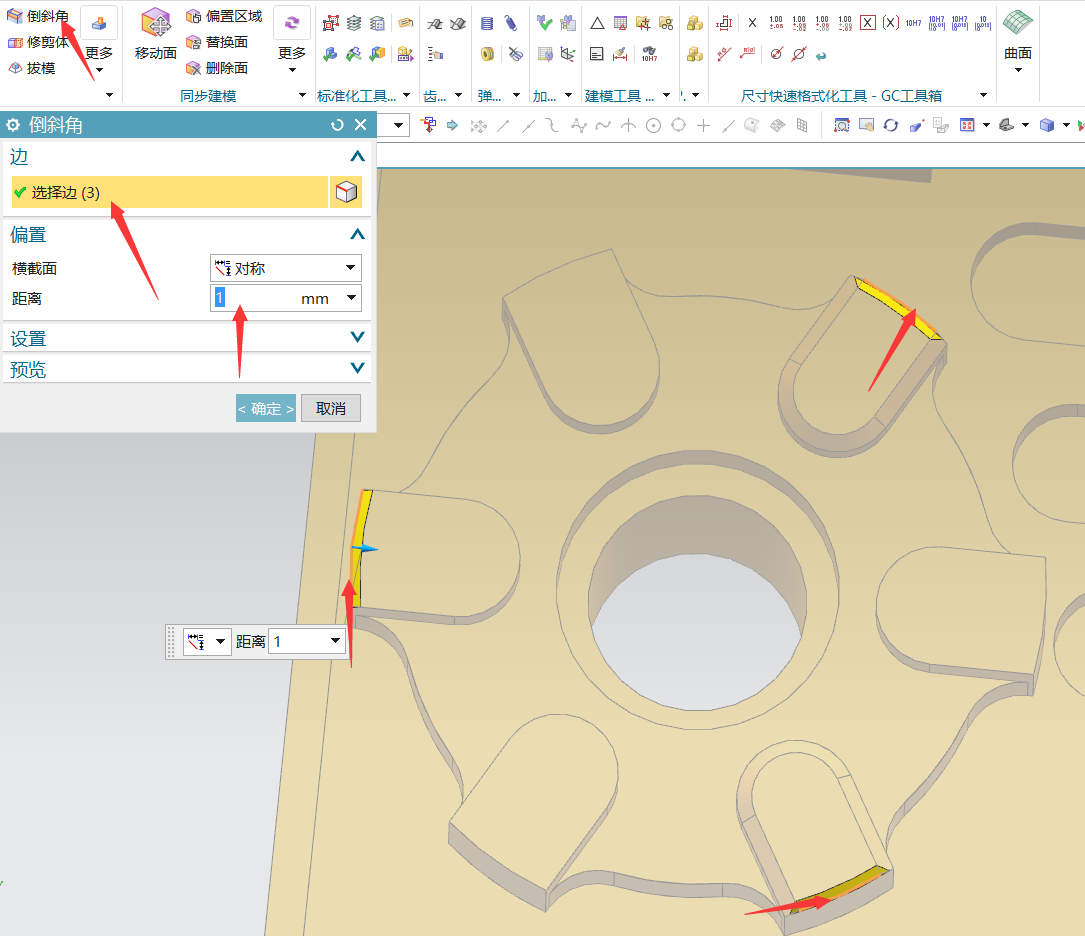 倒斜角
修剪体
拔模
更多
移动面
偏置区域
替换面
删除面
更多
曲面
同步建模
标准化工具...
齿...
弹...
加...
建模工具 ...
尺寸快速格式化工具 - GC工具箱
倒斜角
边
选择边 (3)
偏置
横截面
对称
距离
1
mm
设置
预览
< 确定 >
取消
距离
1